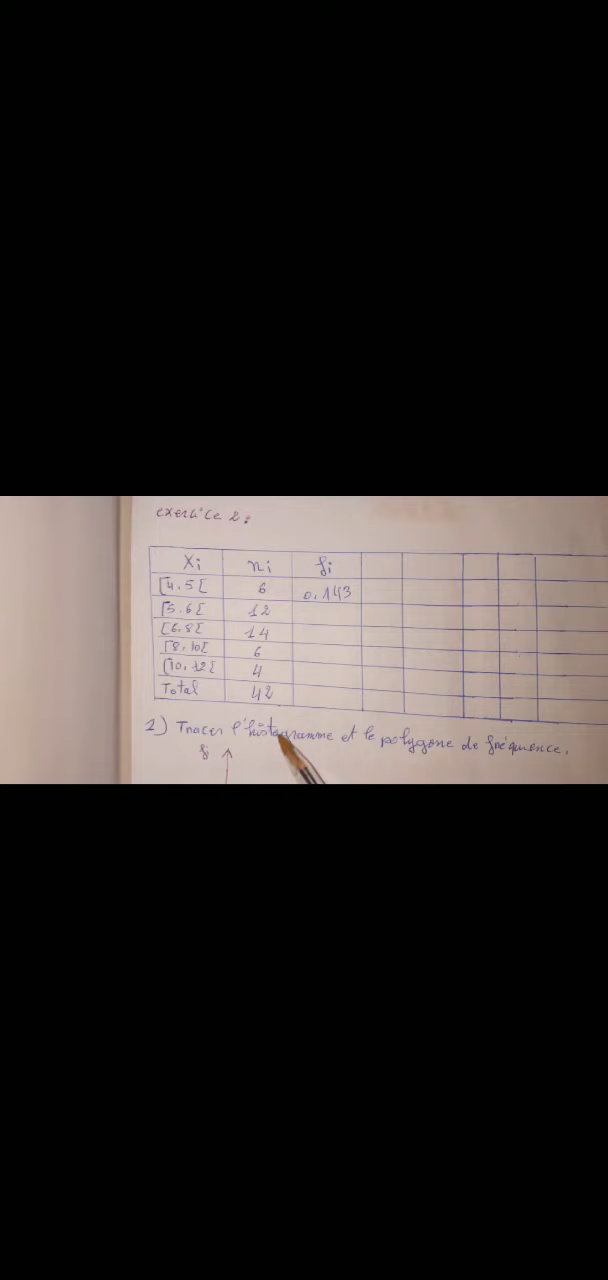 exercice 2:
Xi ni fi
[4,5[ 6 0,143
[5,6[ 12
[6,8[ 14
[8,10[ 6
[10,12[ 4
Total 42
2) Tracer l'histogramme et le polygone de fréquence.
fi